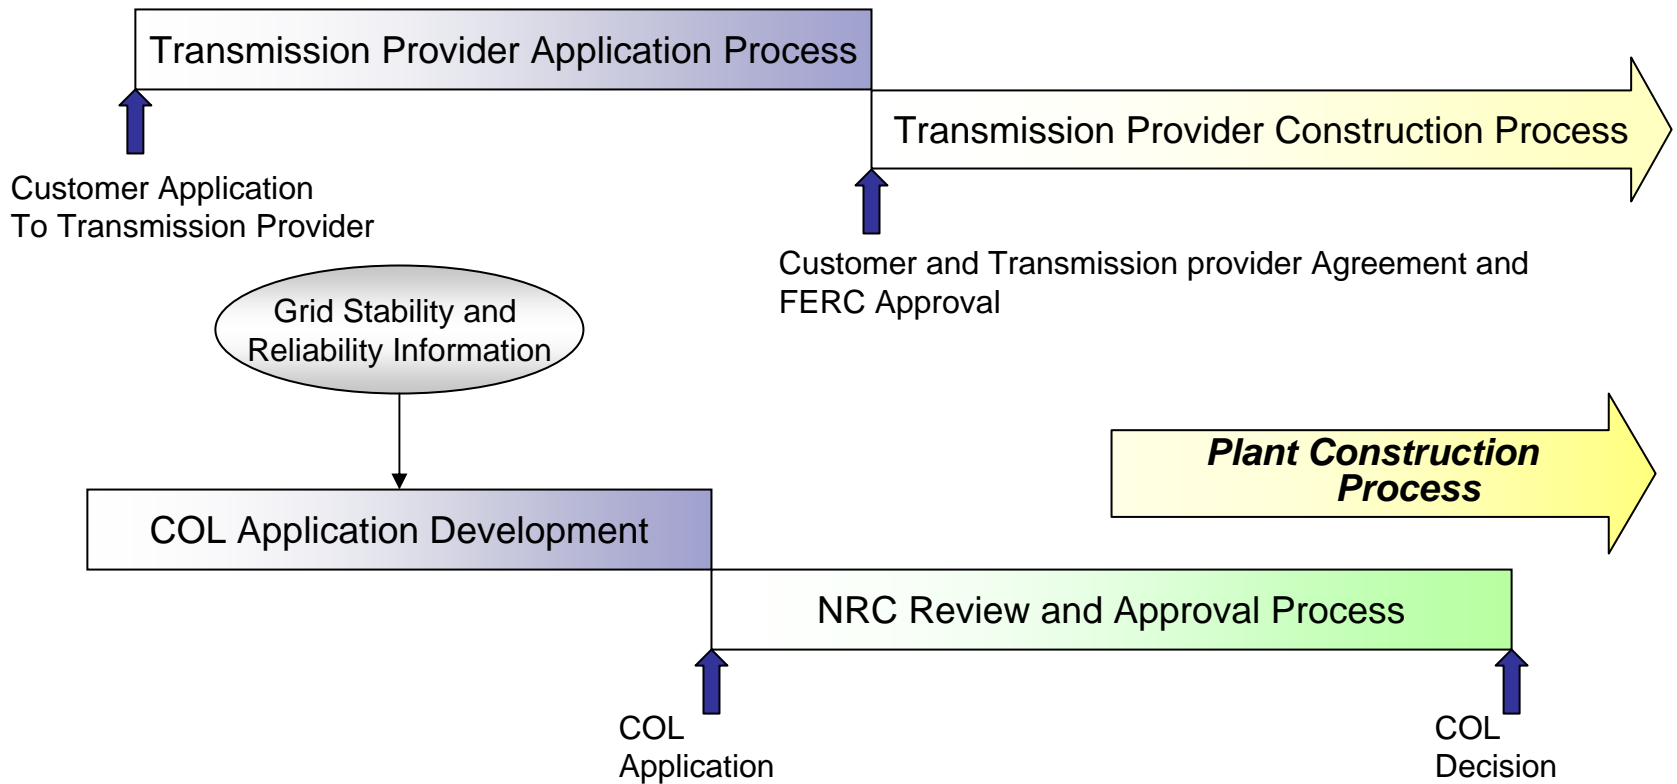 Transmission Provider Application Process
Transmission Provider Construction Process
Customer Application
To Transmission Provider
Customer and Transmission provider Agreement and
FERC Approval
Grid Stability and
Reliability Information
Plant Construction
Process
COL Application Development
NRC Review and Approval Process
COL
Application
COL
Decision